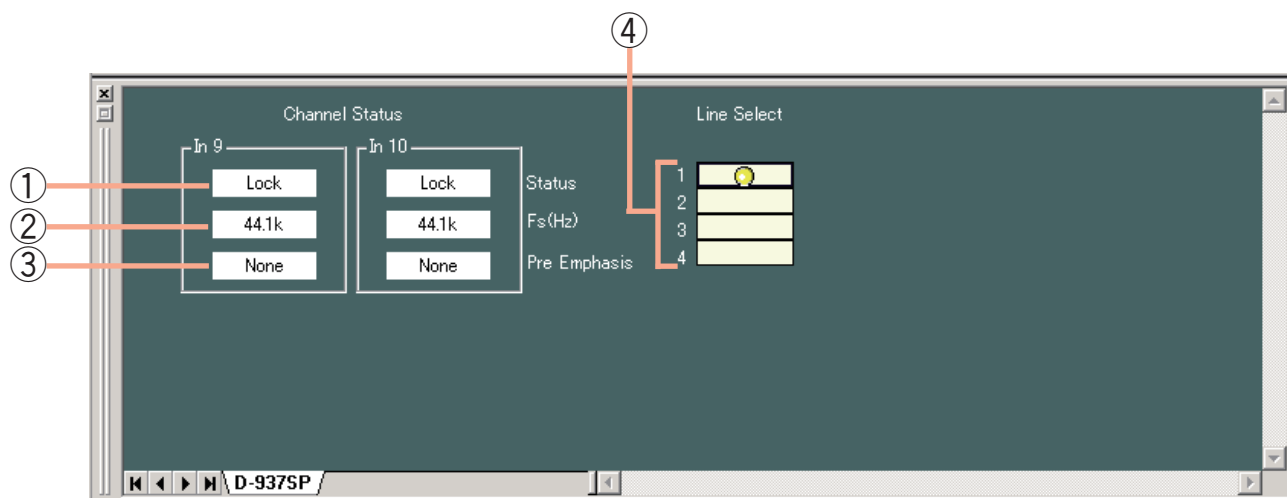 ④
Channel Status
Line Select
In 9
In 10
① Lock Lock Status 1
2
② 44.1k 44.1k Fs(Hz) 3
③ None None Pre Emphasis 4
D-937SP